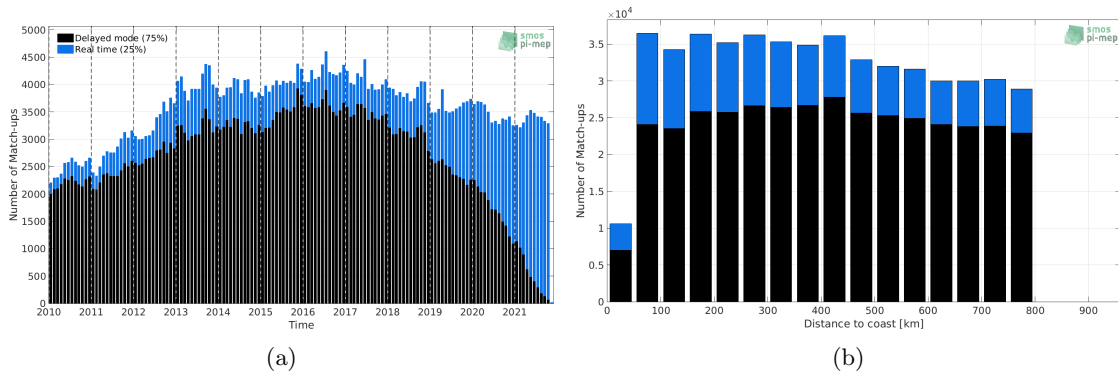 5000
4500
4000
3500
3000
2500
2000
1500
1000
500
0
Number of Match-ups
Delayed mode (75%)
Real time (25%)
smos
pi-mep
2010 2011 2012 2013 2014 2015 2016 2017 2018 2019 2020 2021
Time
(a)
×10⁴
3.5
3
2.5
2
1.5
1
0.5
0
Number of Match-ups
smos
pi-mep
0 100 200 300 400 500 600 700 800 900
Distance to coast [km]
(b)